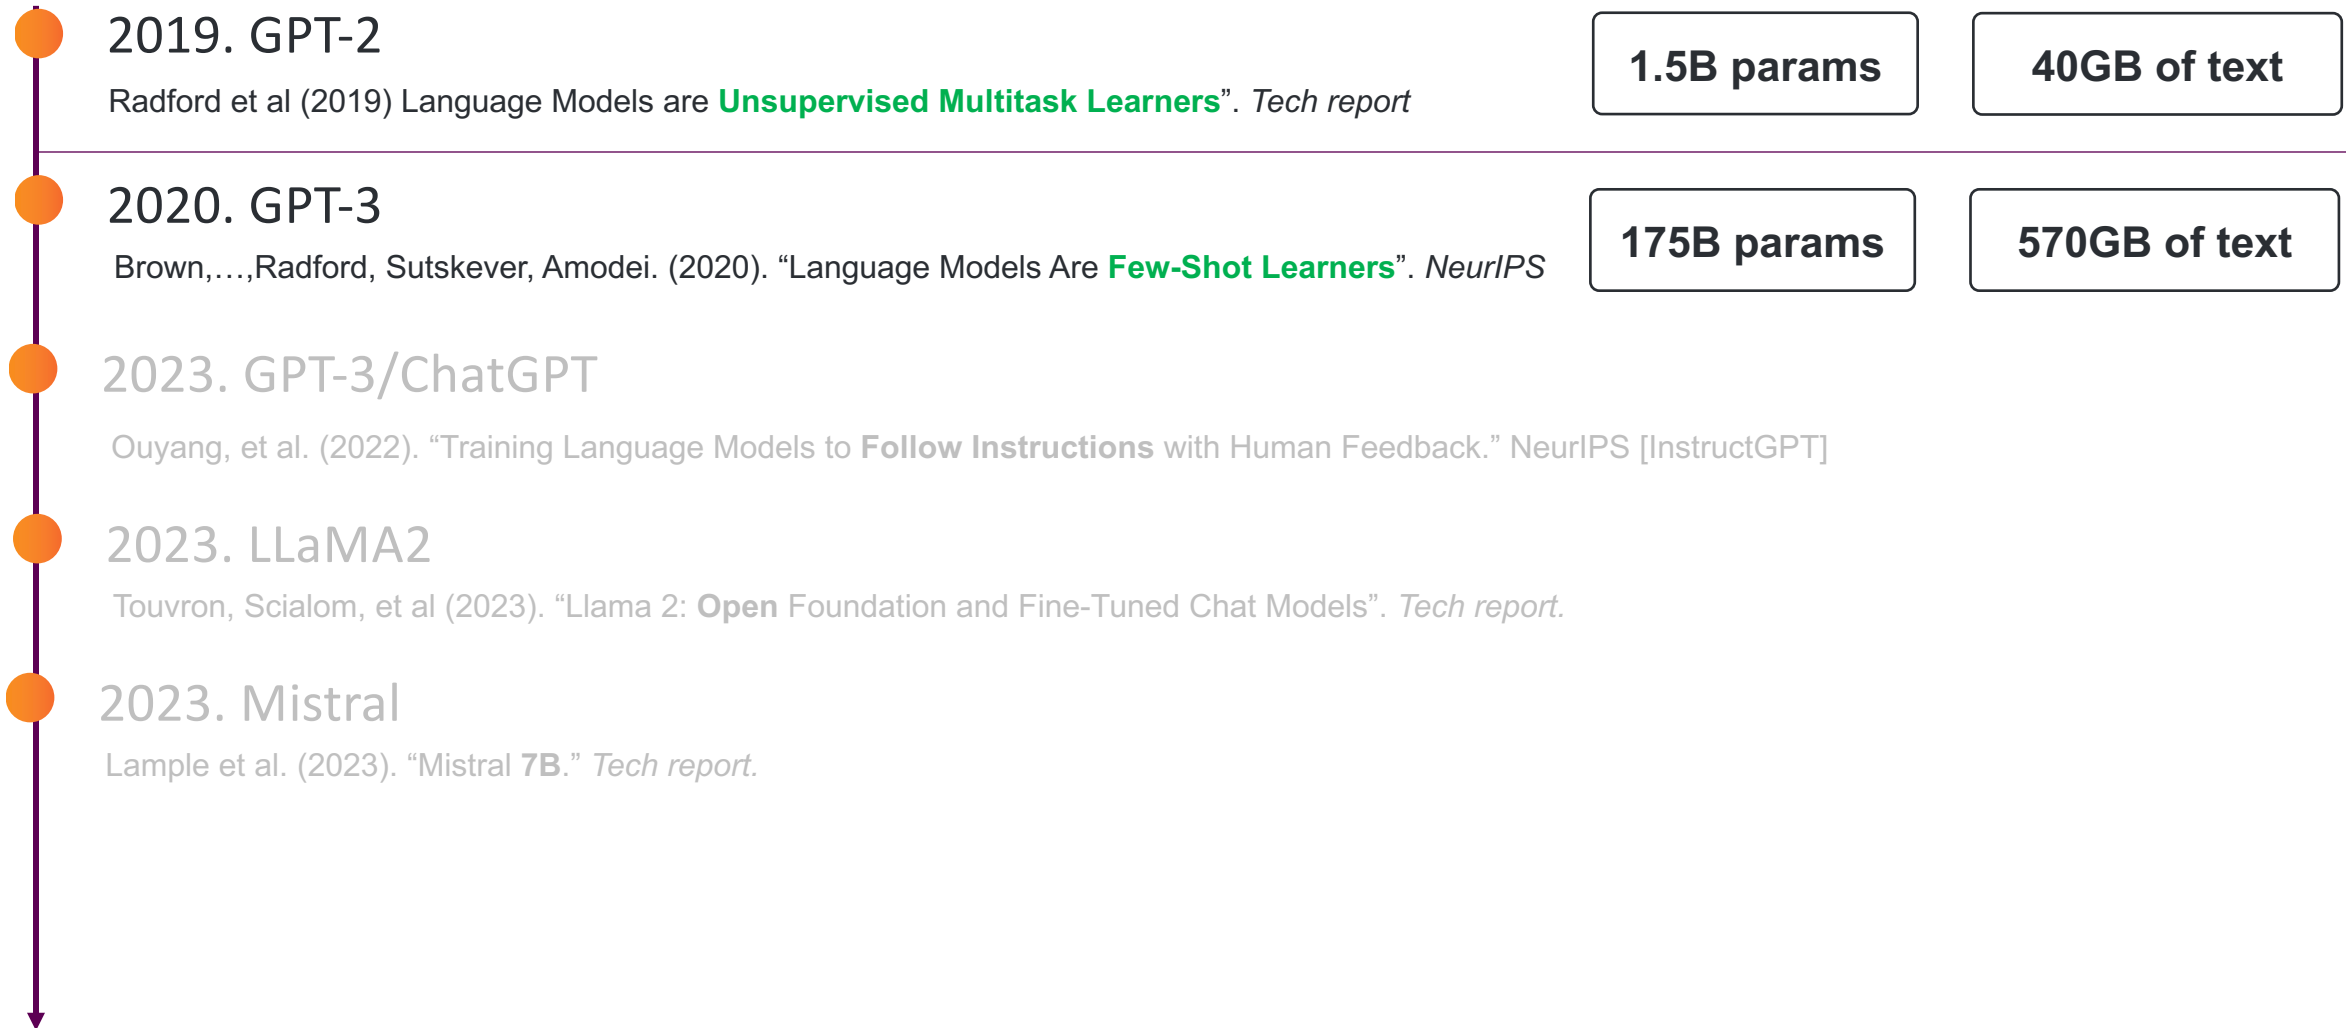 2019. GPT-2
1.5B params
40GB of text
Radford et al (2019) Language Models are Unsupervised Multitask Learners”. Tech report
2020. GPT-3
175B params
570GB of text
Brown,…,Radford, Sutskever, Amodei. (2020). “Language Models Are Few-Shot Learners”. NeurIPS
2023. GPT-3/ChatGPT
Ouyang, et al. (2022). “Training Language Models to Follow Instructions with Human Feedback.” NeurIPS [InstructGPT]
2023. LLaMA2
Touvron, Scialom, et al (2023). “Llama 2: Open Foundation and Fine-Tuned Chat Models”. Tech report.
2023. Mistral
Lample et al. (2023). “Mistral 7B.” Tech report.